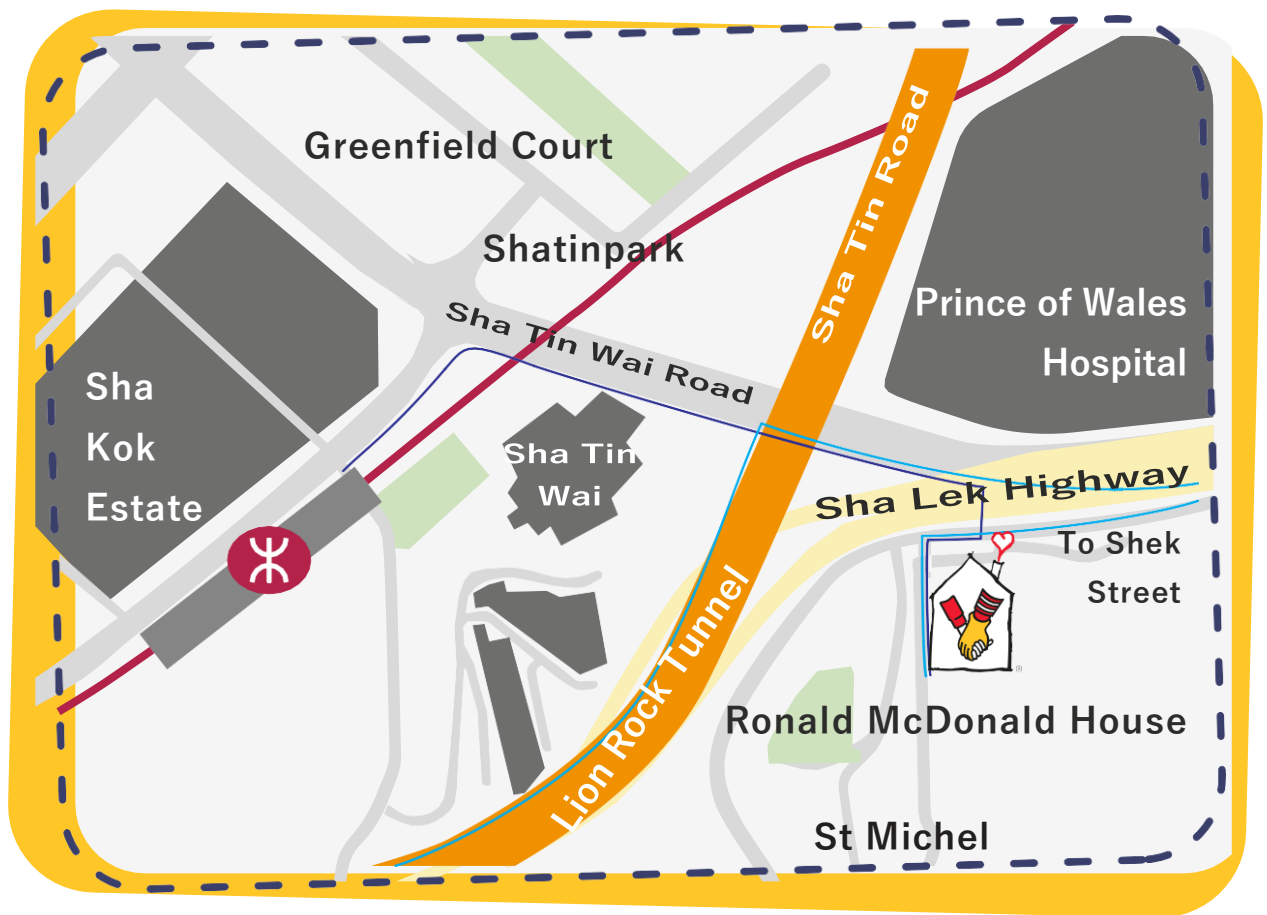 Greenfield Court
Shatinpark
Sha Tin Road
Prince of Wales
Hospital
Sha Tin Wai Road
Sha
Kok
Estate
Sha Tin
Wai
Sha Lek Highway
To Shek
Street
Lion Rock Tunnel
Ronald McDonald House
St Michel
®